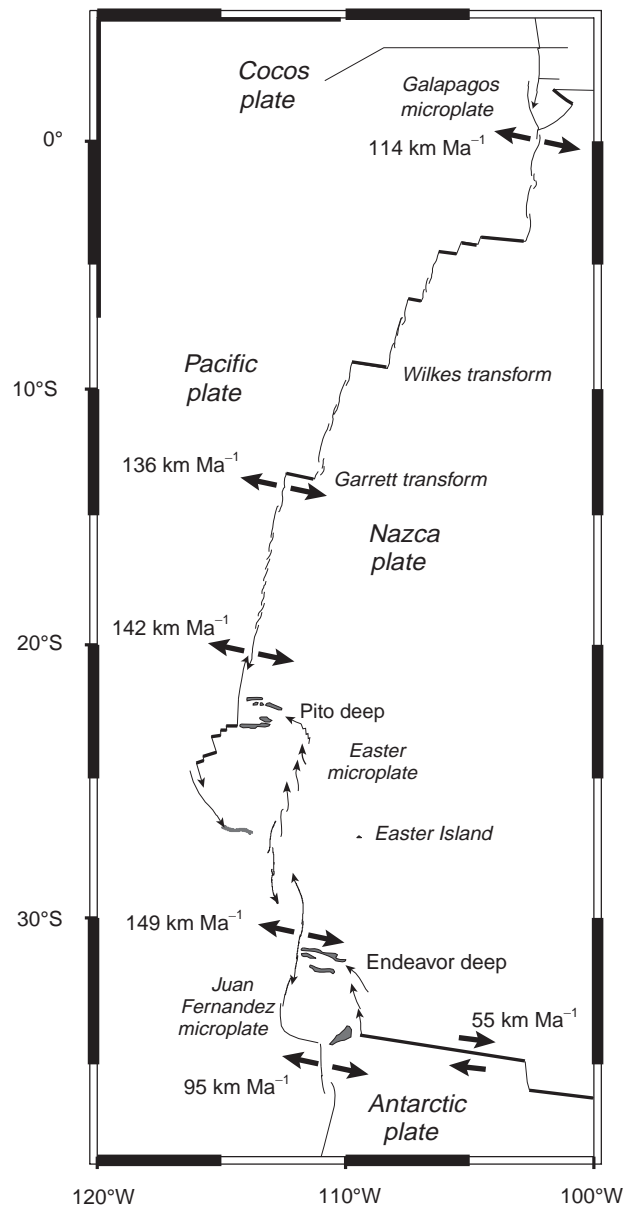 Cocos
plate
Galapagos
microplate
0°
114 km Ma⁻¹
Pacific
plate
10°S
Wilkes transform
136 km Ma⁻¹
Garrett transform
Nazca
plate
142 km Ma⁻¹
20°S
Pito deep
Easter
microplate
Easter Island
30°S
149 km Ma⁻¹
Endeavor deep
Juan
Fernandez
microplate
55 km Ma⁻¹
95 km Ma⁻¹
Antarctic
plate
120°W
110°W
100°W